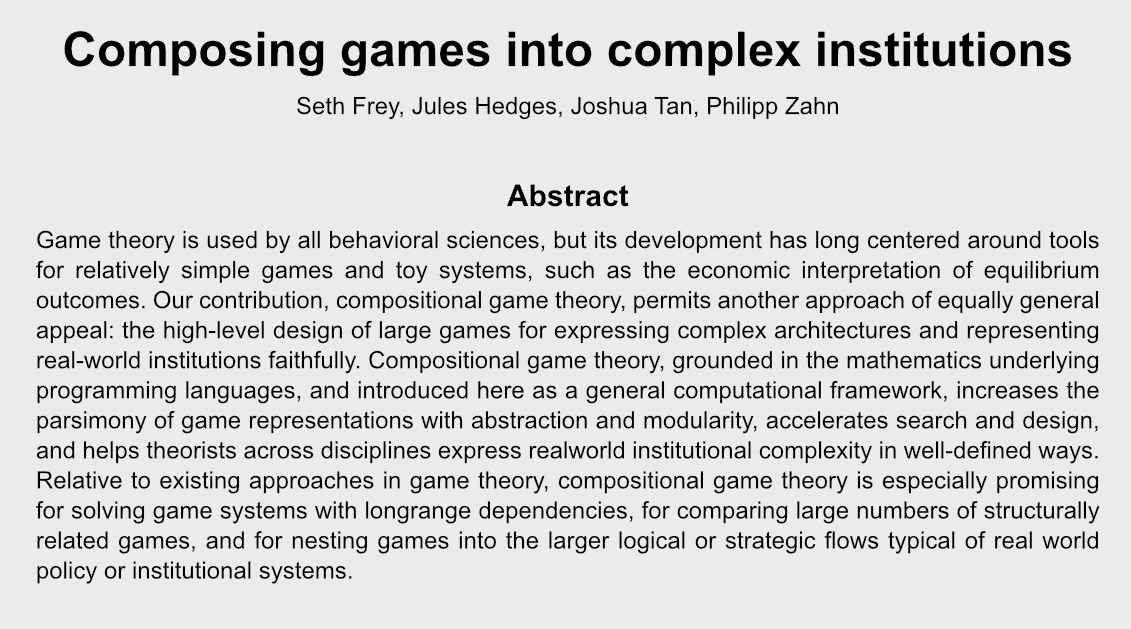 Composing games into complex institutions
Seth Frey, Jules Hedges, Joshua Tan, Philipp Zahn
Abstract
Game theory is used by all behavioral sciences, but its development has long centered around tools
for relatively simple games and toy systems, such as the economic interpretation of equilibrium
outcomes. Our contribution, compositional game theory, permits another approach of equally general
appeal: the high-level design of large games for expressing complex architectures and representing
real-world institutions faithfully. Compositional game theory, grounded in the mathematics underlying
programming languages, and introduced here as a general computational framework, increases the
parsimony of game representations with abstraction and modularity, accelerates search and design,
and helps theorists across disciplines express realworld institutional complexity in well-defined ways.
Relative to existing approaches in game theory, compositional game theory is especially promising
for solving game systems with longrange dependencies, for comparing large numbers of structurally
related games, and for nesting games into the larger logical or strategic flows typical of real world
policy or institutional systems.